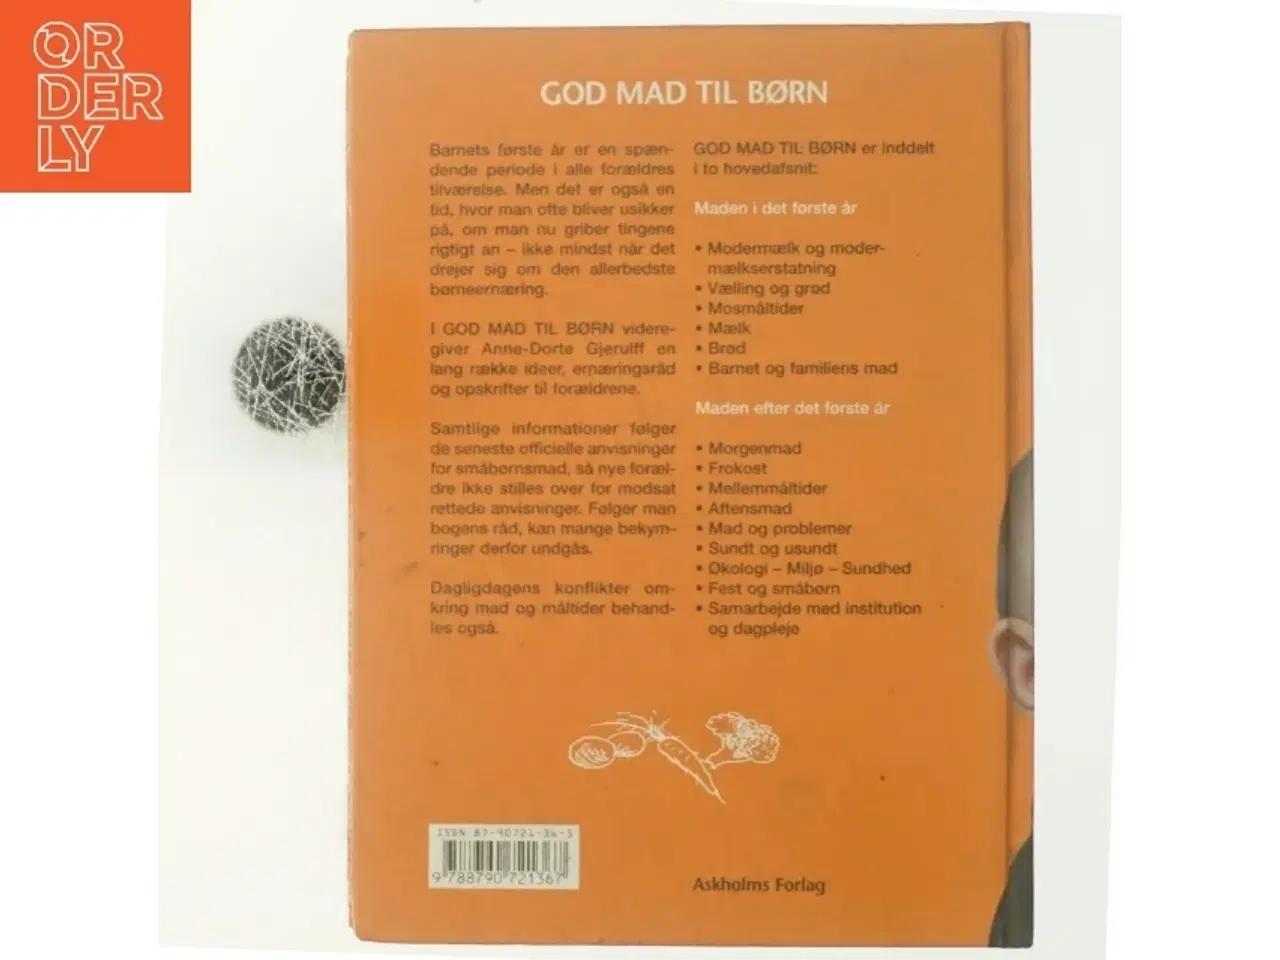 ORDERLY
GOD MAD TIL BØRN
Barnets første år er en spæn-
dende periode i alle forældres
tilværelse. Men det er også en
tid, hvor man ofte bliver usikker
på, om man nu griber tingene
rigtigt an – ikke mindst når det
drejer sig om den allerbedste
børneernæring.
I GOD MAD TIL BØRN videre-
giver Anne-Dorte Gjerulff en
lang række ideer, ernæringsråd
og opskrifter til forældrene.
Samtlige informationer følger
de seneste officielle anvisninger
for småbørnsmad, så nye foræl-
dre ikke stilles over for modsat
rettede anvisninger. Følger man
bogens råd, kan mange bekym-
ringer derfor undgås.
Dagligdagens konflikter om-
kring mad og måltider behand-
les også.
GOD MAD TIL BØRN er inddelt
i to hovedafsnit:
Maden i det første år
• Modermælk og moder-
mælkserstatning
• Vælling og grød
• Mosmåltider
• Mælk
• Brød
• Barnet og familiens mad
Maden efter det første år
• Morgenmad
• Frokost
• Mellemmåltider
• Aftensmad
• Mad og problemer
• Sundt og usundt
• Økologi – Miljø – Sundhed
• Fest og småbørn
• Samarbejde med institution
og dagpleje
ISBN 87-90721-36-3
9 788790 721367
Askholms Forlag